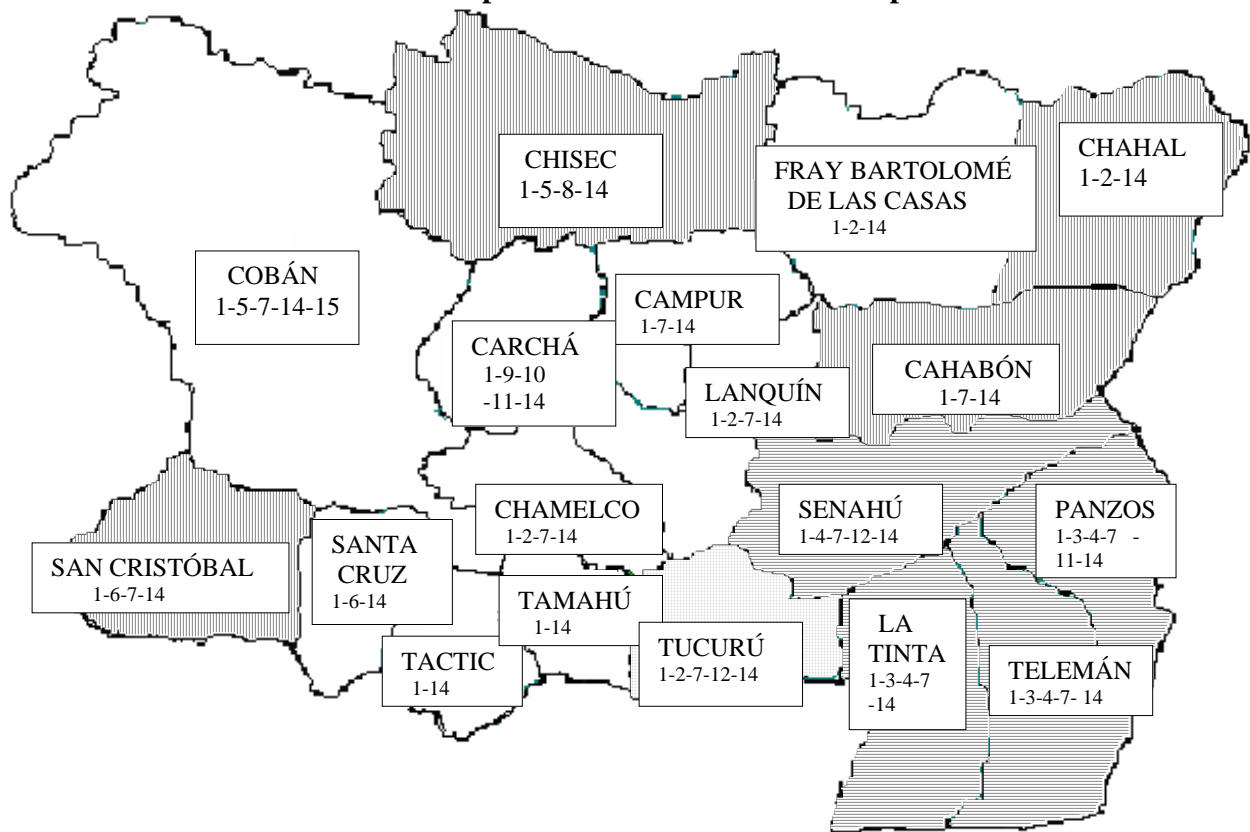 CHISEC
1-5-8-14
FRAY BARTOLOMÉ
DE LAS CASAS
1-2-14
CHAHAL
1-2-14
COBÁN
1-5-7-14-15
CAMPUR
1-7-14
CARCHÁ
1-9-10
-11-14
LANQUÍN
1-2-7-14
CAHABÓN
1-7-14
CHAMELCO
1-2-7-14
SENAHÚ
1-4-7-12-14
PANZOS
1-3-4-7 -
11-14
SAN CRISTÓBAL
1-6-7-14
SANTA
CRUZ
1-6-14
TAMAHÚ
1-14
TACTIC
1-14
TUCURÚ
1-2-7-12-14
LA
TINTA
1-3-4-7
-14
TELEMÁN
1-3-4-7- 14